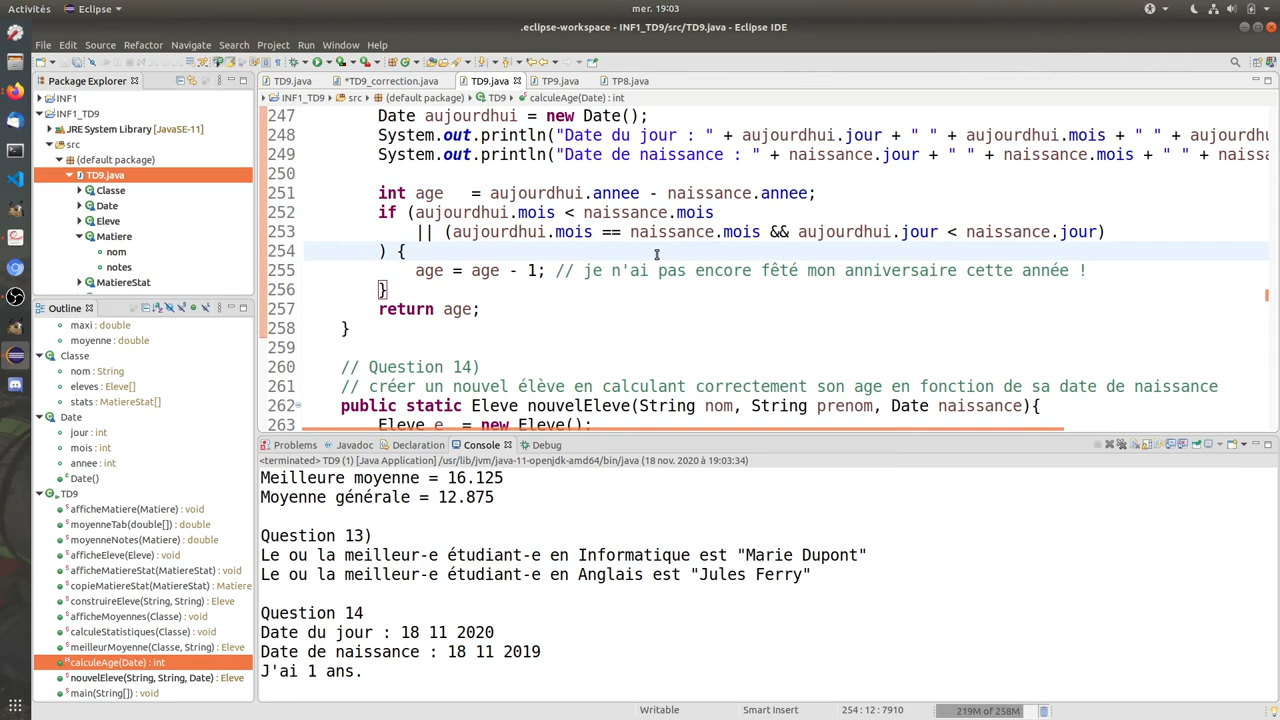 Activités
Eclipse
mer. 19:03
.eclipse-workspace - INF1_TD9/src/TD9.java - Eclipse IDE
File Edit Source Refactor Navigate Search Project Run Window Help
Package Explorer
INF1
INF1_TD9
JRE System Library [JavaSE-11]
src
(default package)
TD9.java
Classe
Date
Eleve
Matiere
nom
notes
MatiereStat
Outline
maxi : double
moyenne : double
Classe
nom : String
eleves : Eleve[]
stats : MatiereStat[]
Date
jour : int
mois : int
annee : int
Date()
TD9
afficheMatiere(Matiere) : void
moyenneTab(double[]) : double
moyenneNotes(Matiere) : double
afficheEleve(Eleve) : void
afficheMatiereStat(MatiereStat) : void
copieMatiereStat(MatiereStat) : Matiere
construireEleve(String, String) : Eleve
afficheMoyennes(Classe) : void
calculeStatistiques(Classe) : void
meilleurMoyenne(Classe, String) : Eleve
calculeAge(Date) : int
nouvelEleve(String, String, Date) : Eleve
main(String[]) : void
TD9.java *TD9_correction.java TD9.java TP9.java TP8.java
INF1_TD9 src (default package) TD9 calculeAge(Date) : int
247 Date aujourdhui = new Date();
248 System.out.println("Date du jour : " + aujourdhui.jour + " " + aujourdhui.mois + " " + aujourdhu
249 System.out.println("Date de naissance : " + naissance.jour + " " + naissance.mois + " " + naissa
250
251 int age   = aujourdhui.annee - naissance.annee;
252 if (aujourdhui.mois < naissance.mois
253 || (aujourdhui.mois == naissance.mois && aujourdhui.jour < naissance.jour)
254 ) {
255 age = age - 1; // je n'ai pas encore fêté mon anniversaire cette année !
256 }
257 return age;
258 }
259
260 // Question 14)
261 // créer un nouvel élève en calculant correctement son age en fonction de sa date de naissance
262 public static Eleve nouvelEleve(String nom, String prenom, Date naissance){
263 Eleve e  = new Eleve();
Problems Javadoc Declaration Console Debug
<terminated> TD9 (1) [Java Application] /usr/lib/jvm/java-11-openjdk-amd64/bin/java (18 nov. 2020 à 19:03:34)
Meilleure moyenne = 16.125
Moyenne générale = 12.875
Question 13)
Le ou la meilleur-e étudiant-e en Informatique est "Marie Dupont"
Le ou la meilleur-e étudiant-e en Anglais est "Jules Ferry"
Question 14
Date du jour : 18 11 2020
Date de naissance : 18 11 2019
J'ai 1 ans.
Writable
Smart Insert
254 : 12 : 7910
219M of 258M